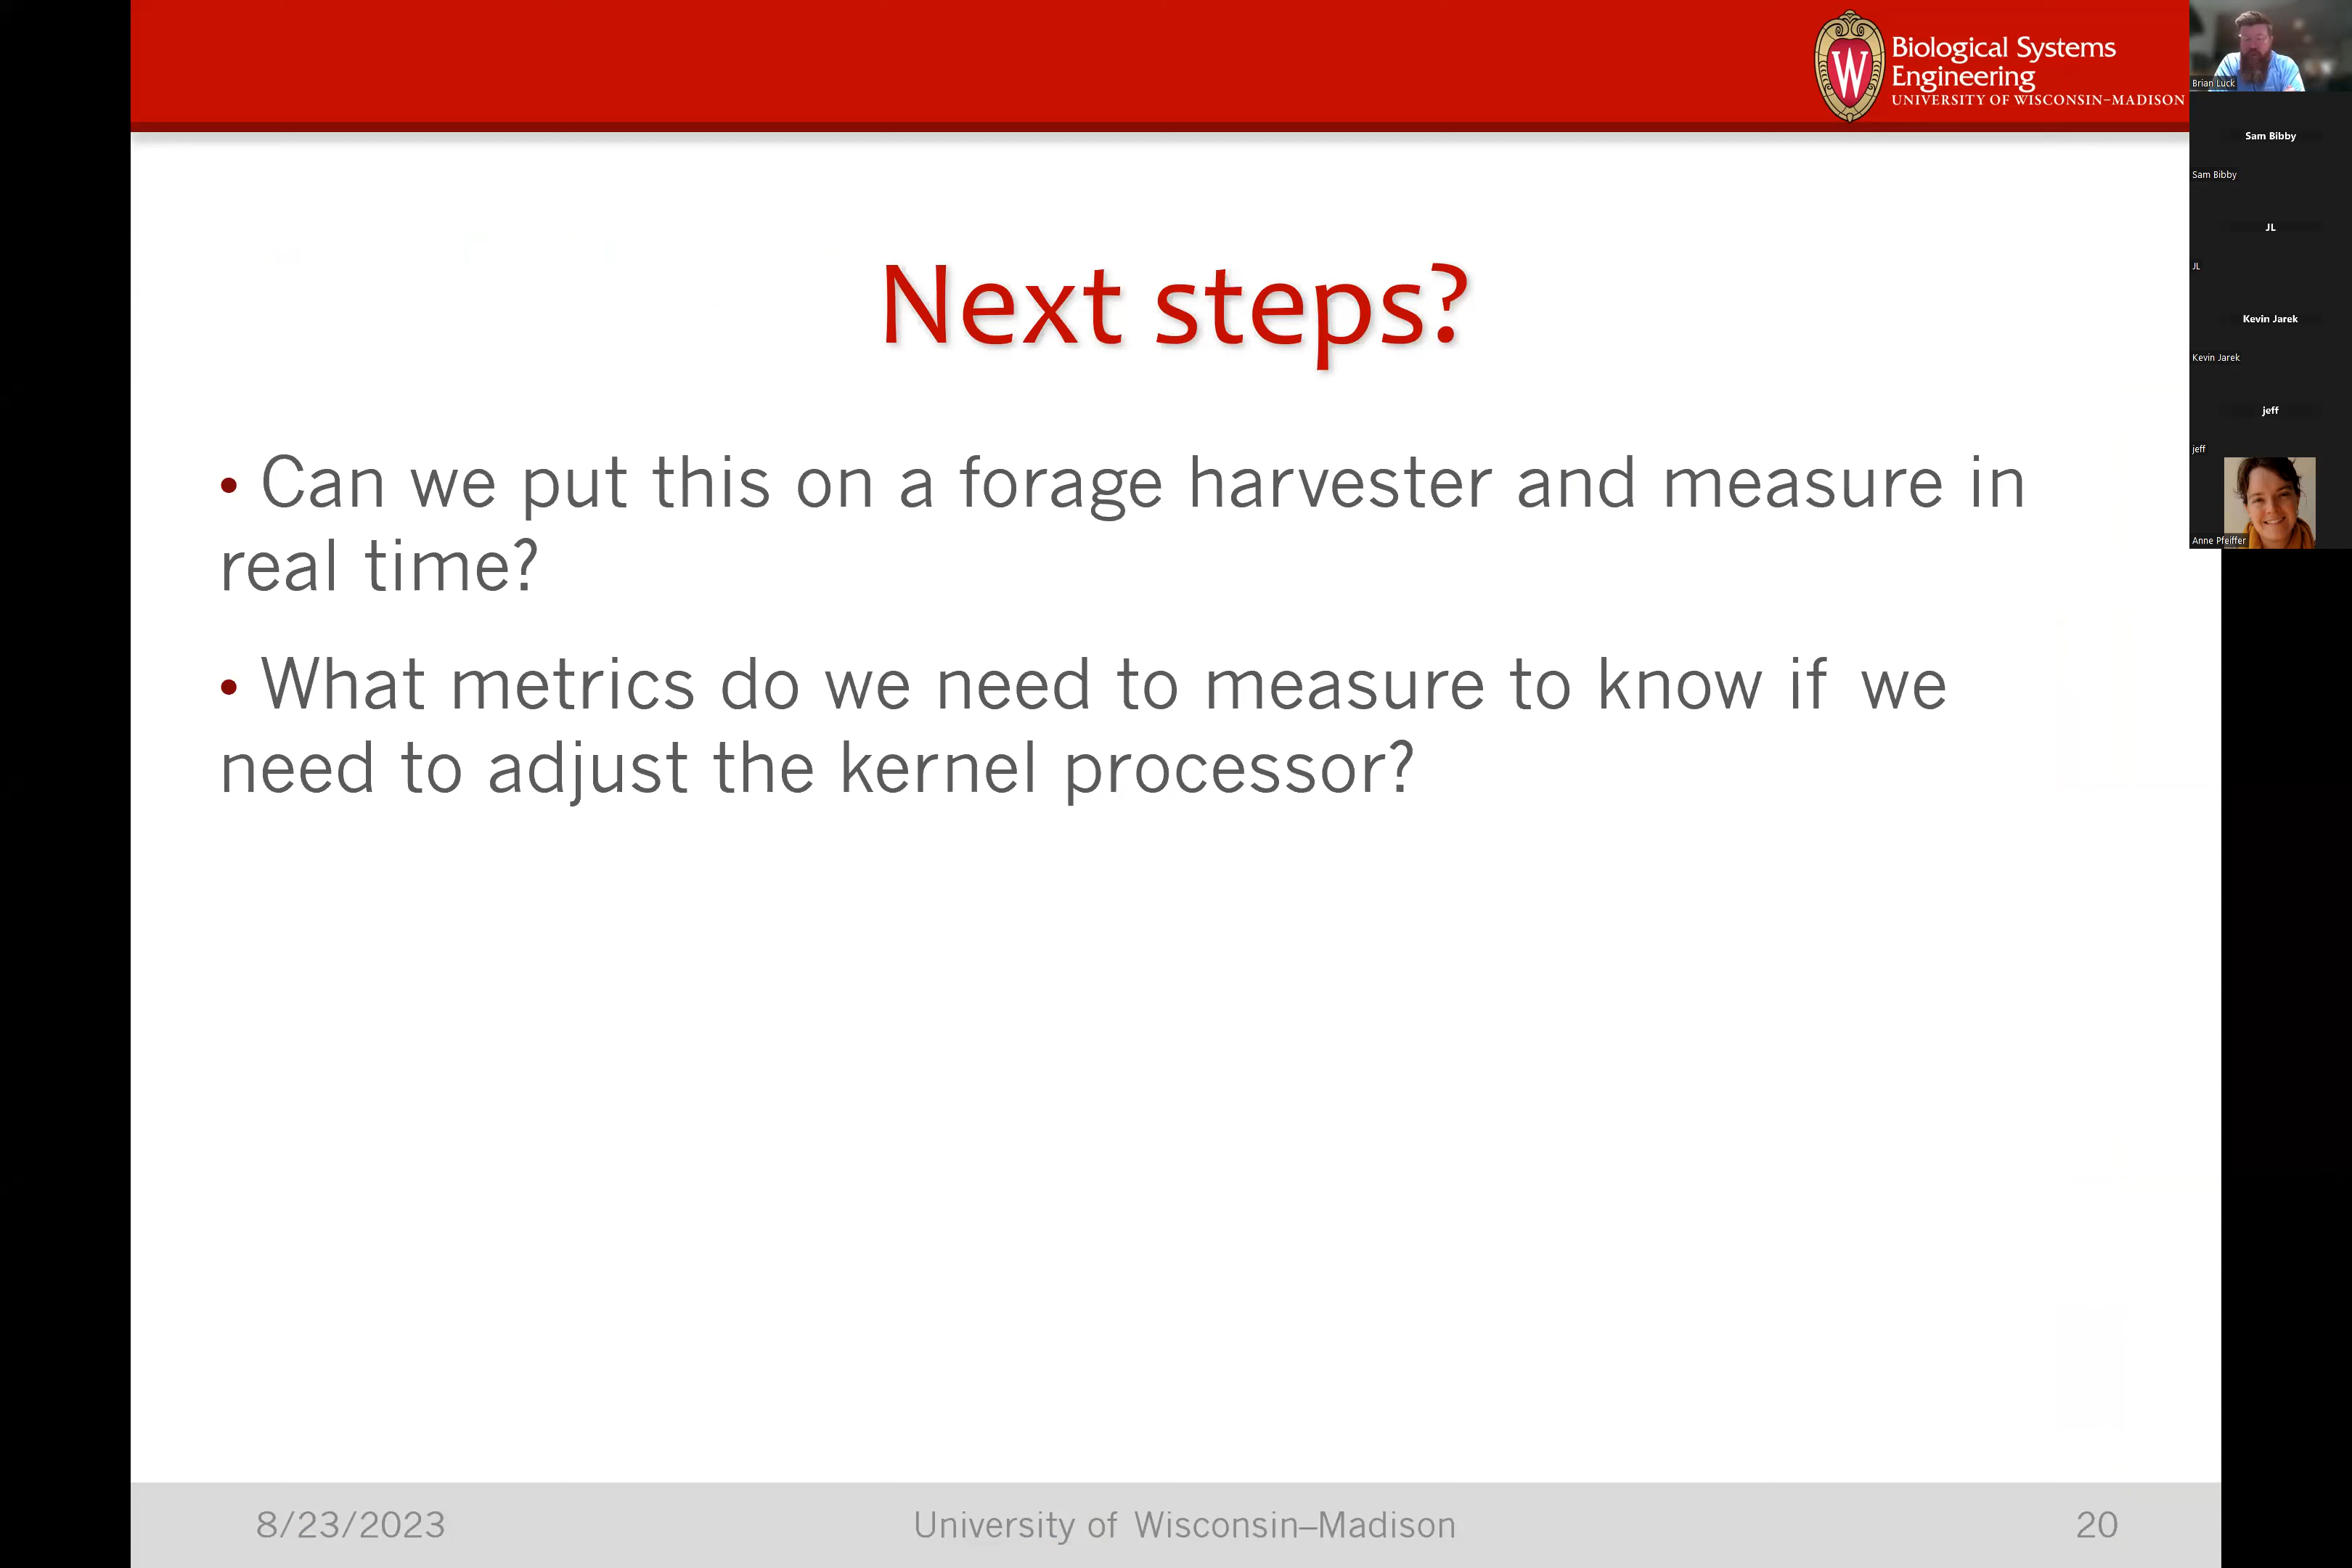 Biological Systems
Engineering
UNIVERSITY OF WISCONSIN–MADISON
Next steps?
• Can we put this on a forage harvester and measure in
real time?
• What metrics do we need to measure to know if we
need to adjust the kernel processor?
8/23/2023
University of Wisconsin–Madison
20
Brian Luck
Sam Bibby
Sam Bibby
JL
JL
Kevin Jarek
Kevin Jarek
jeff
jeff
Anne Pfeiffer
W